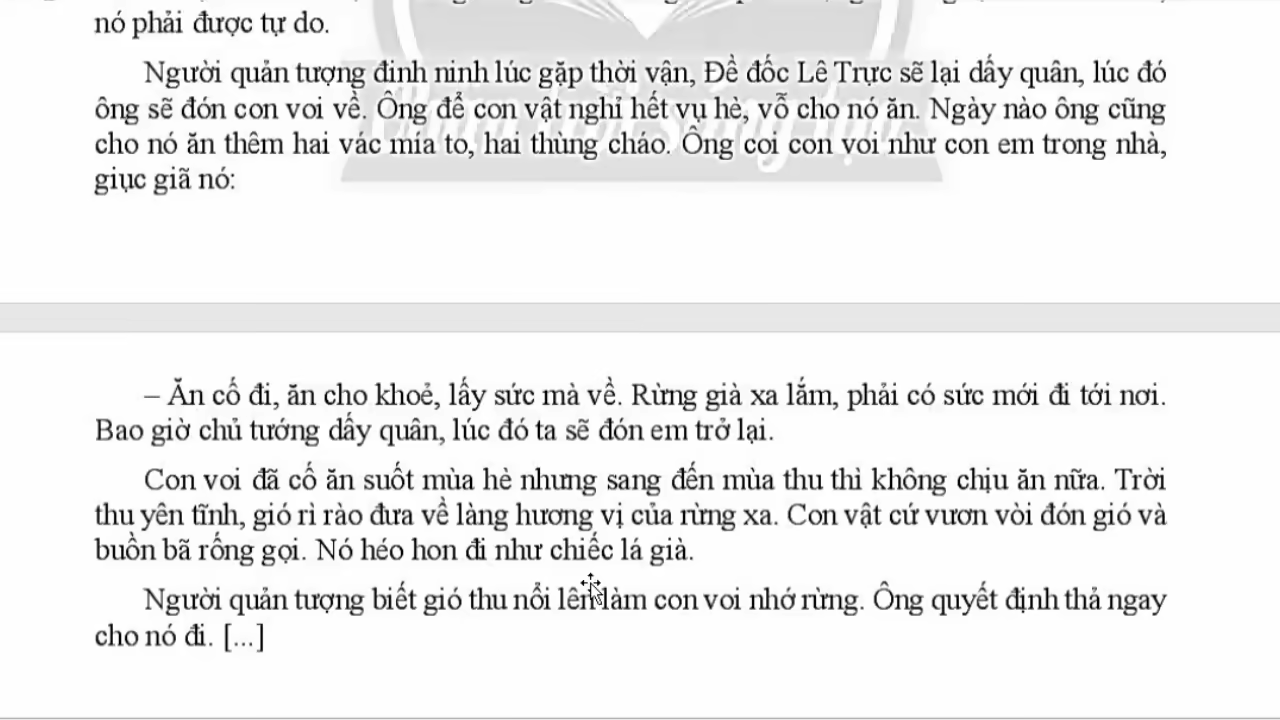 nó phải được tự do.
Người quản tượng đinh ninh lúc gặp thời vận, Đề đốc Lê Trực sẽ lại dấy quân, lúc đó
ông sẽ đón con voi về. Ông để con vật nghỉ hết vụ hè, vỗ cho nó ăn. Ngày nào ông cũng
cho nó ăn thêm hai vác mía to, hai thùng cháo. Ông coi con voi như con em trong nhà,
giục giã nó:
– Ăn cố đi, ăn cho khoẻ, lấy sức mà về. Rừng già xa lắm, phải có sức mới đi tới nơi.
Bao giờ chủ tướng dấy quân, lúc đó ta sẽ đón em trở lại.
Con voi đã cố ăn suốt mùa hè nhưng sang đến mùa thu thì không chịu ăn nữa. Trời
thu yên tĩnh, gió rì rào đưa về làng hương vị của rừng xa. Con vật cứ vươn vòi đón gió và
buồn bã rống gọi. Nó héo hon đi như chiếc lá già.
Người quản tượng biết gió thu nổi lên làm con voi nhớ rừng. Ông quyết định thả ngay
cho nó đi. [...]